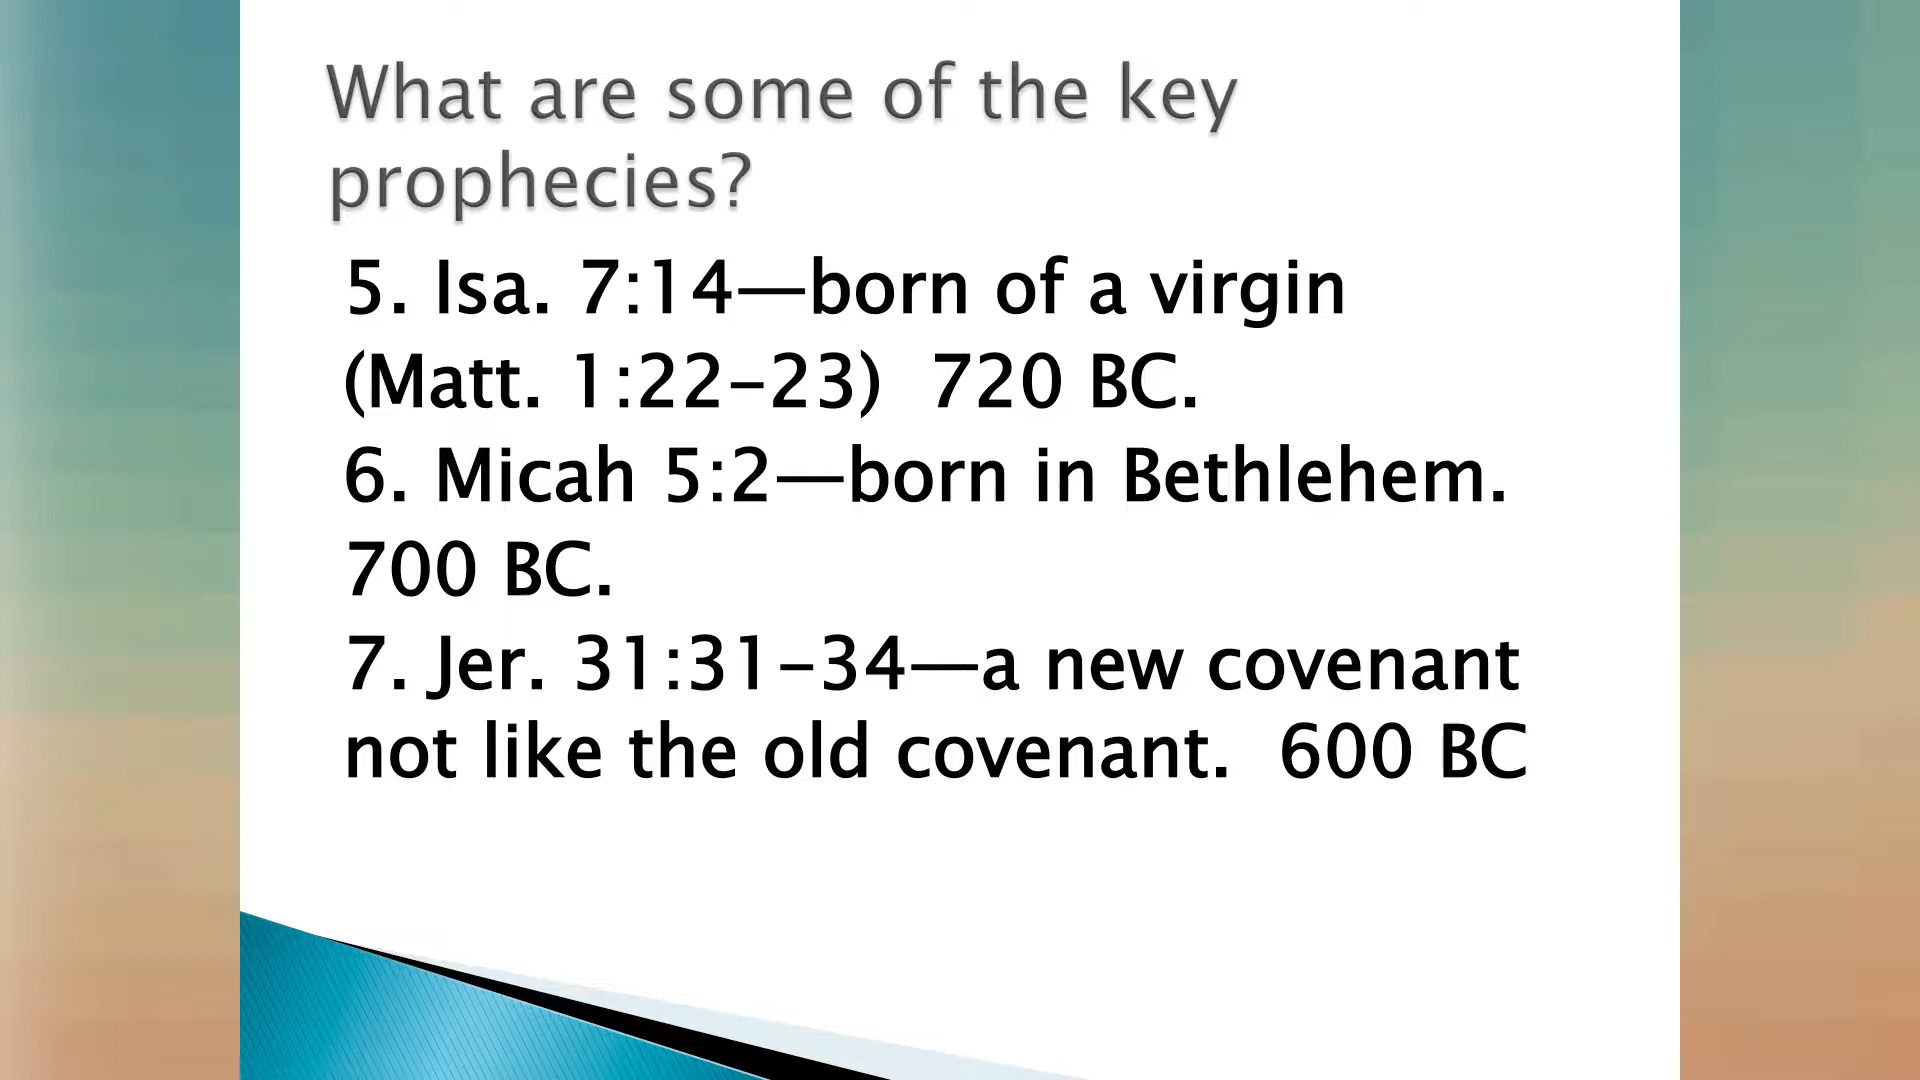 What are some of the key
prophecies?
5. Isa. 7:14—born of a virgin
(Matt. 1:22-23)  720 BC.
6. Micah 5:2—born in Bethlehem.
700 BC.
7. Jer. 31:31-34—a new covenant
not like the old covenant.  600 BC